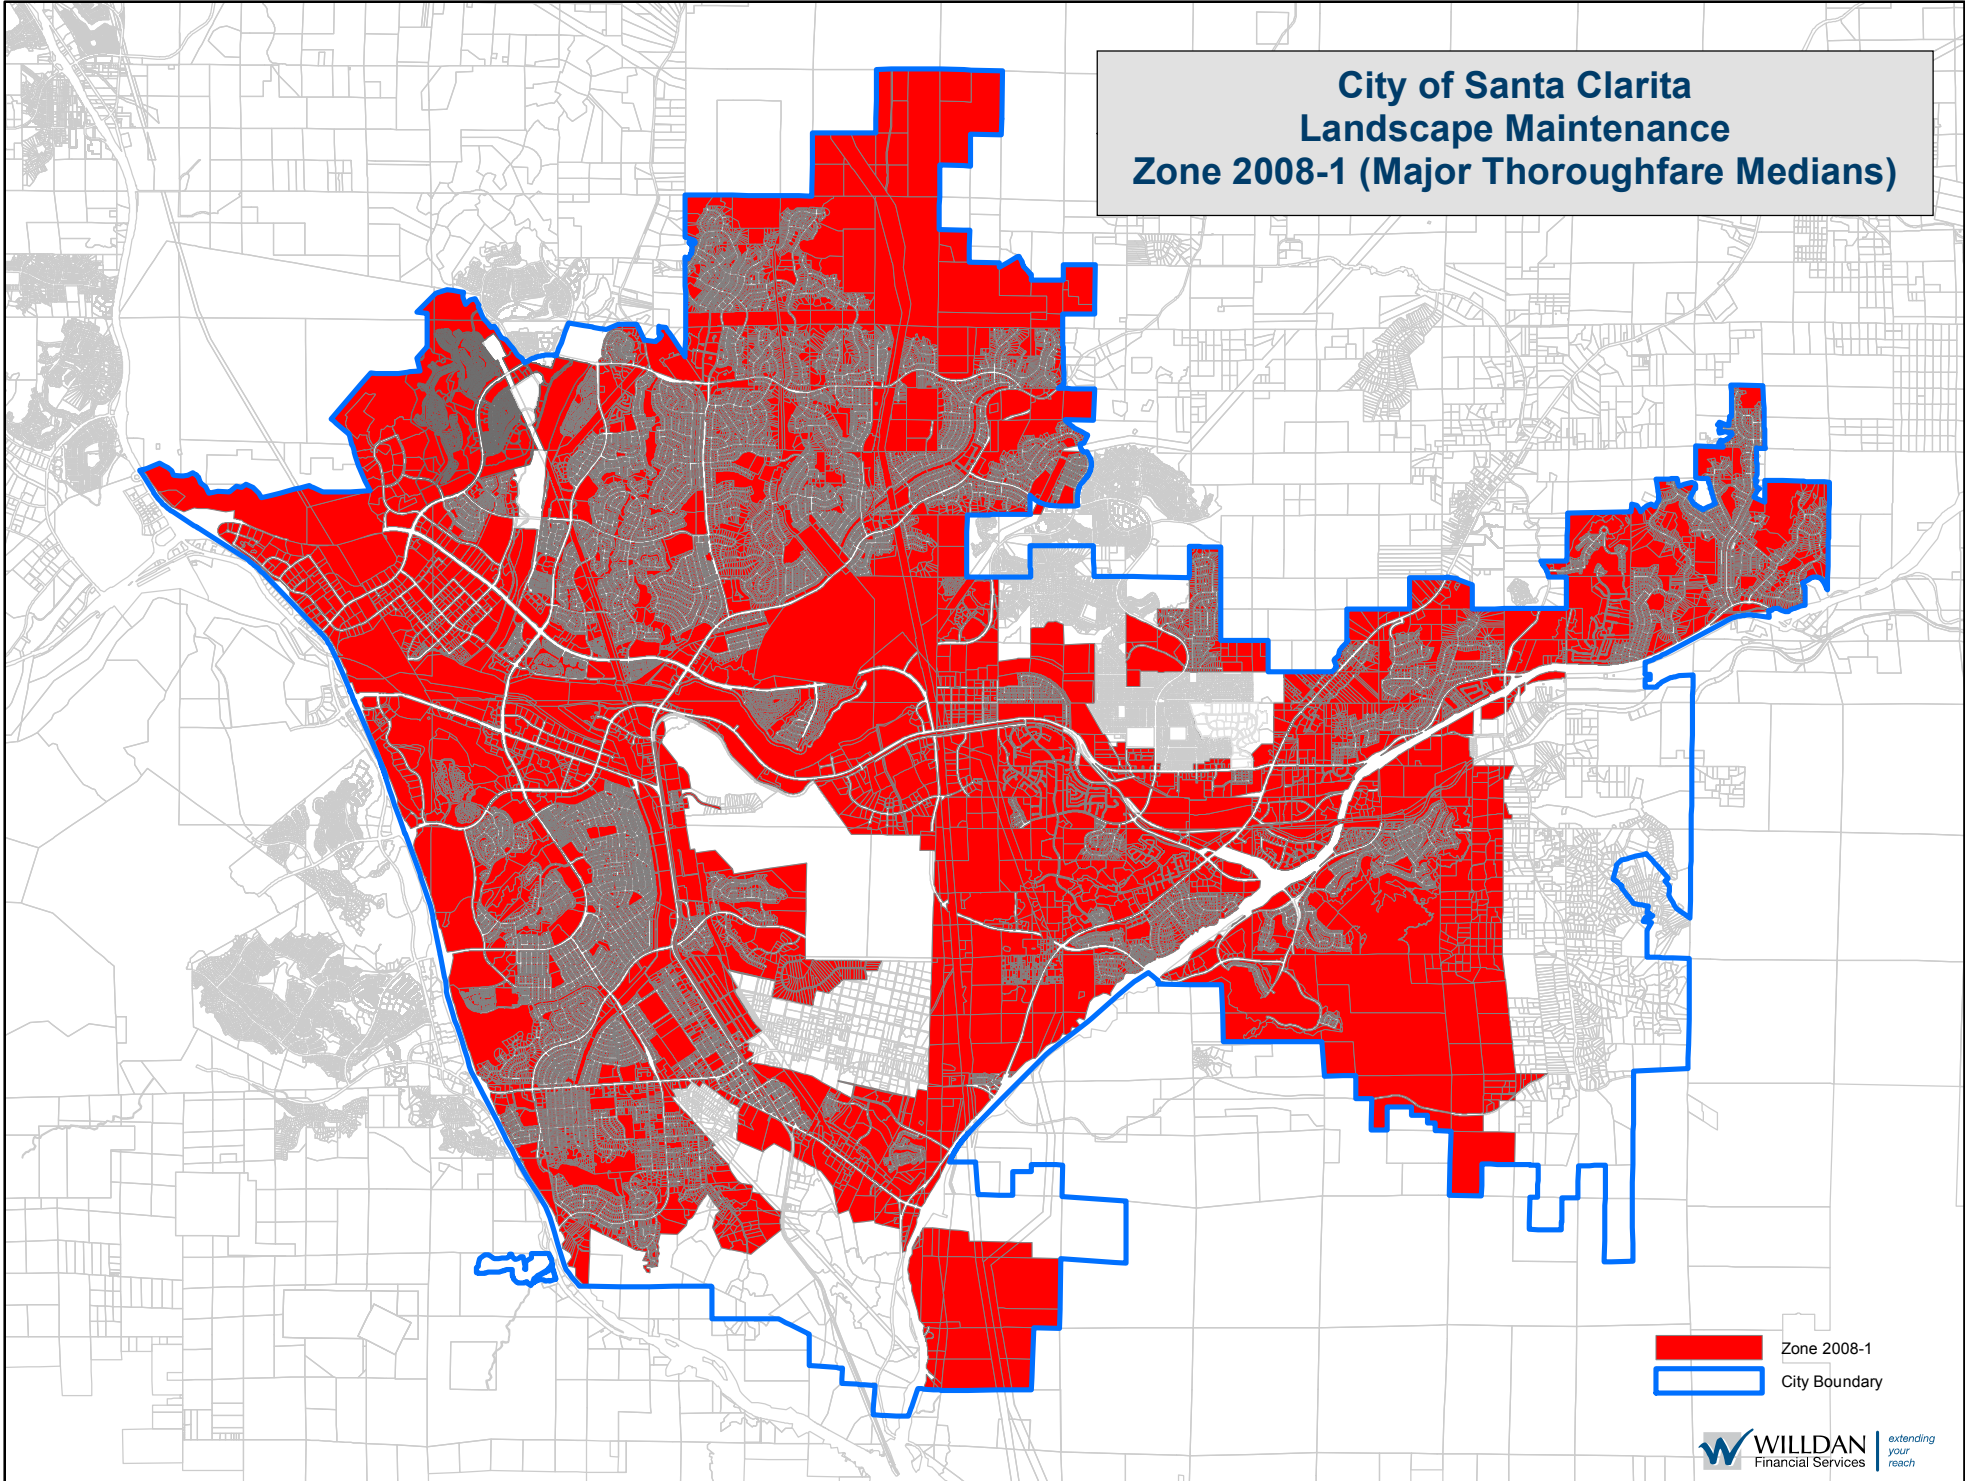 City of Santa Clarita
Landscape Maintenance
Zone 2008-1 (Major Thoroughfare Medians)
Zone 2008-1
City Boundary
WILLDAN
Financial Services
extending
your
reach